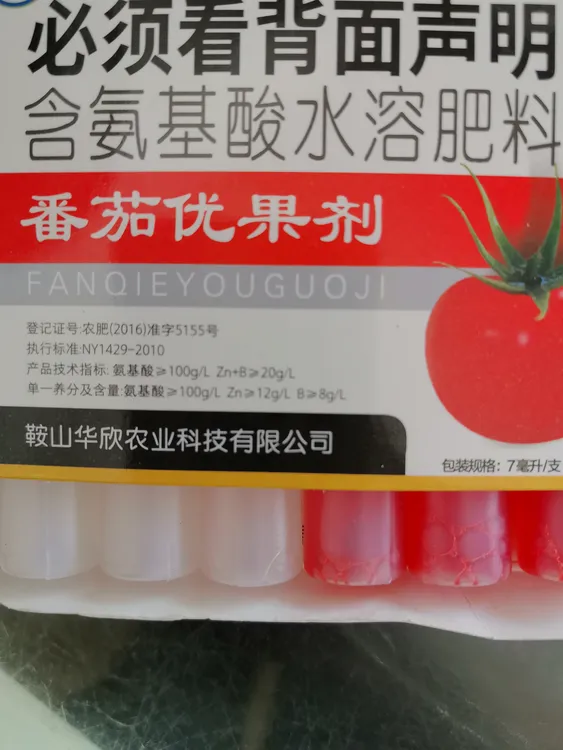 必须看背面声明
含氨基酸水溶肥料
番茄优果剂
FANQIEYOUGUOJI
登记证号:农肥(2016)准字5155号
执行标准:NY1429-2010
产品技术指标: 氨基酸≥100g/L Zn+B≥20g/L
单一养分及含量:氨基酸≥100g/L Zn≥12g/L B≥8g/L
鞍山华欣农业科技有限公司
包装规格: 7毫升/支